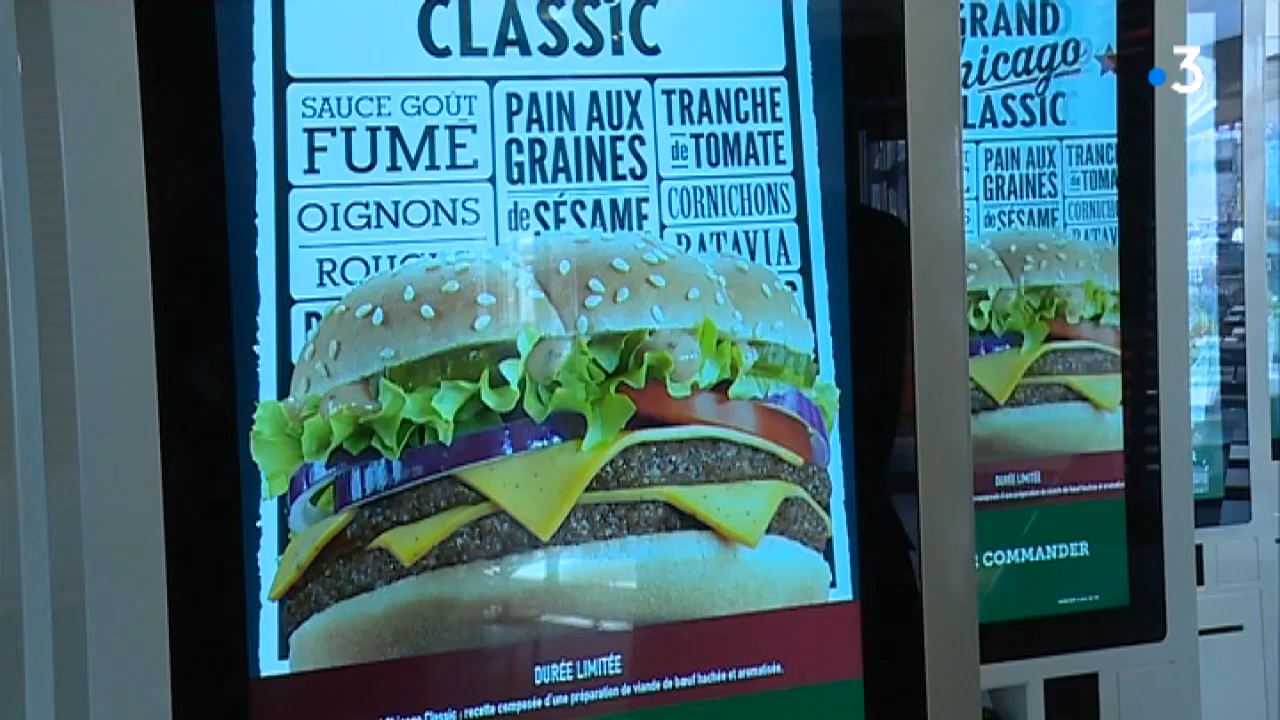 CLASSIC
SAUCE GOÛT
FUMÉ
OIGNONS
PAIN AUX
GRAINES
de SÉSAME
TRANCHE
de TOMATE
CORNICHONS
BATAVIA
DURÉE LIMITÉE
Classic : recette composée d'une préparation de viande de bœuf hachée et aromatisée.
GRAND
Chicago
CLASSIC
PAIN AUX
GRAINES
de SÉSAME
DURÉE LIMITÉE
COMMANDER
3